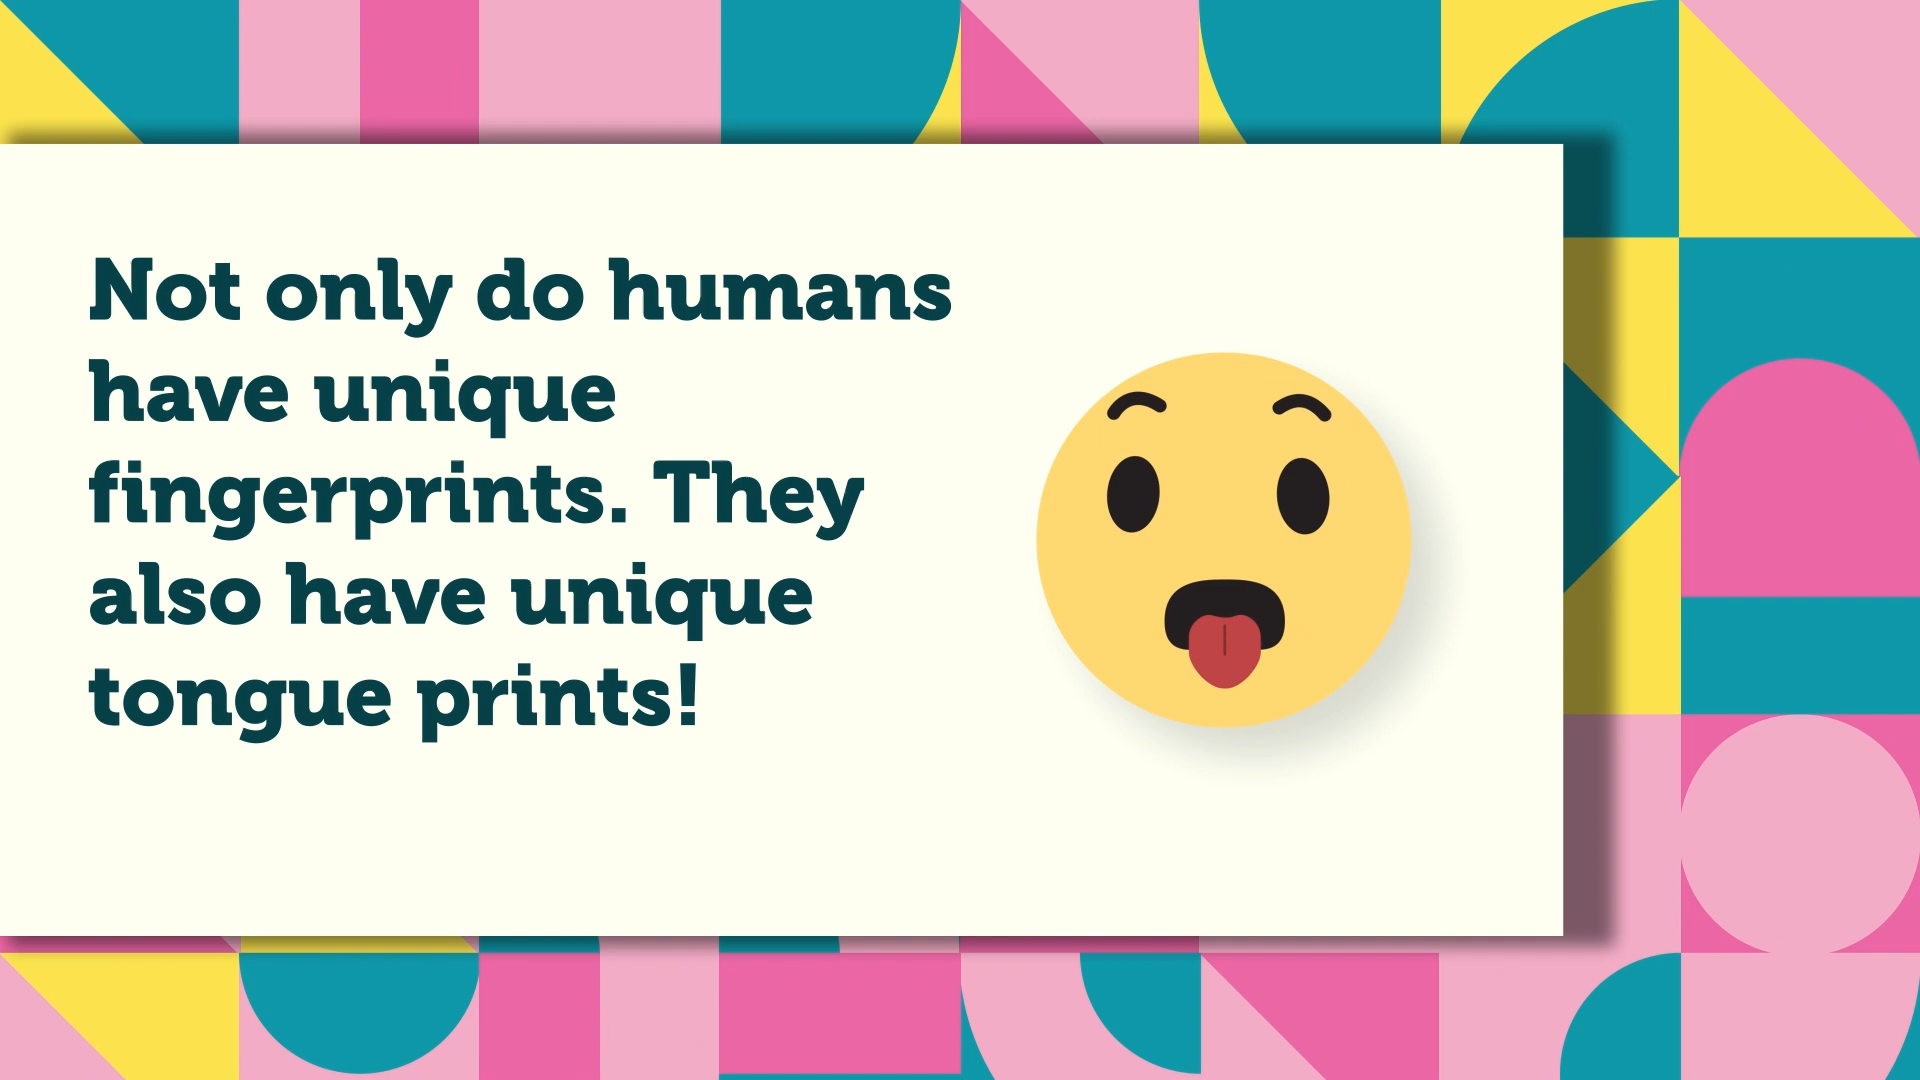 Not only do humans
have unique
fingerprints. They
also have unique
tongue prints!